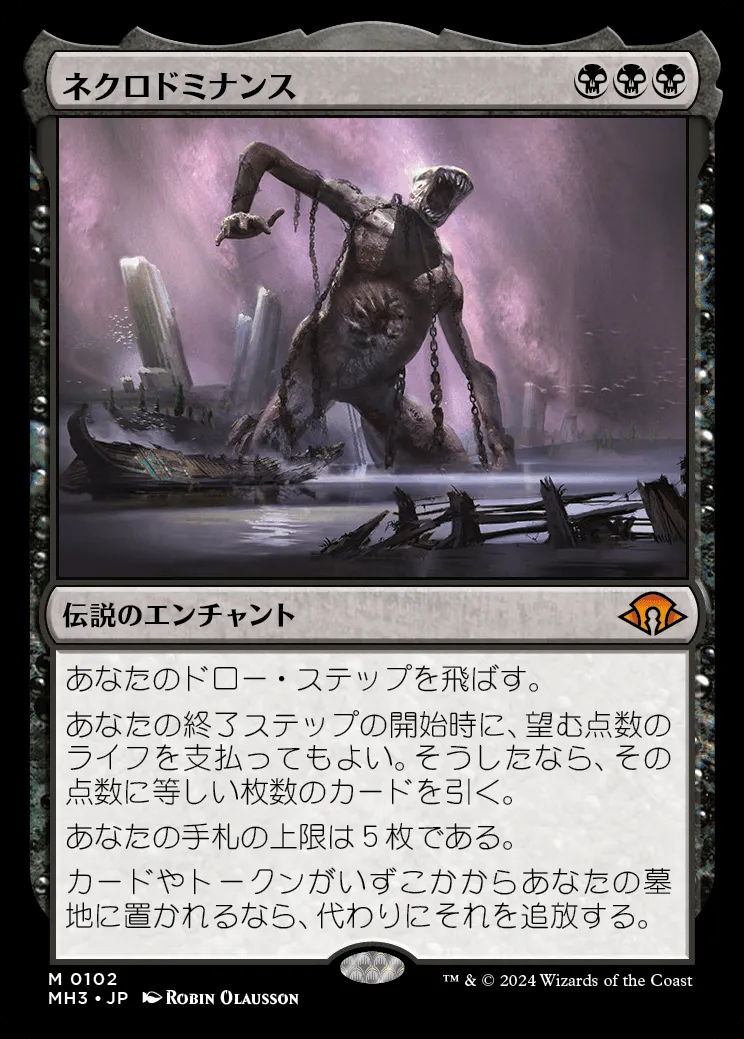 ネクロドミナンス
伝説のエンチャント
あなたのドロー・ステップを飛ばす。
あなたの終了ステップの開始時に、望む点数の
ライフを支払ってもよい。そうしたなら、その
点数に等しい枚数のカードを引く。
あなたの手札の上限は５枚である。
カードやトークンがいずこかからあなたの墓
地に置かれるなら、代わりにそれを追放する。
M 0102
MH3 • JP Robin Olausson
™ & © 2024 Wizards of the Coast